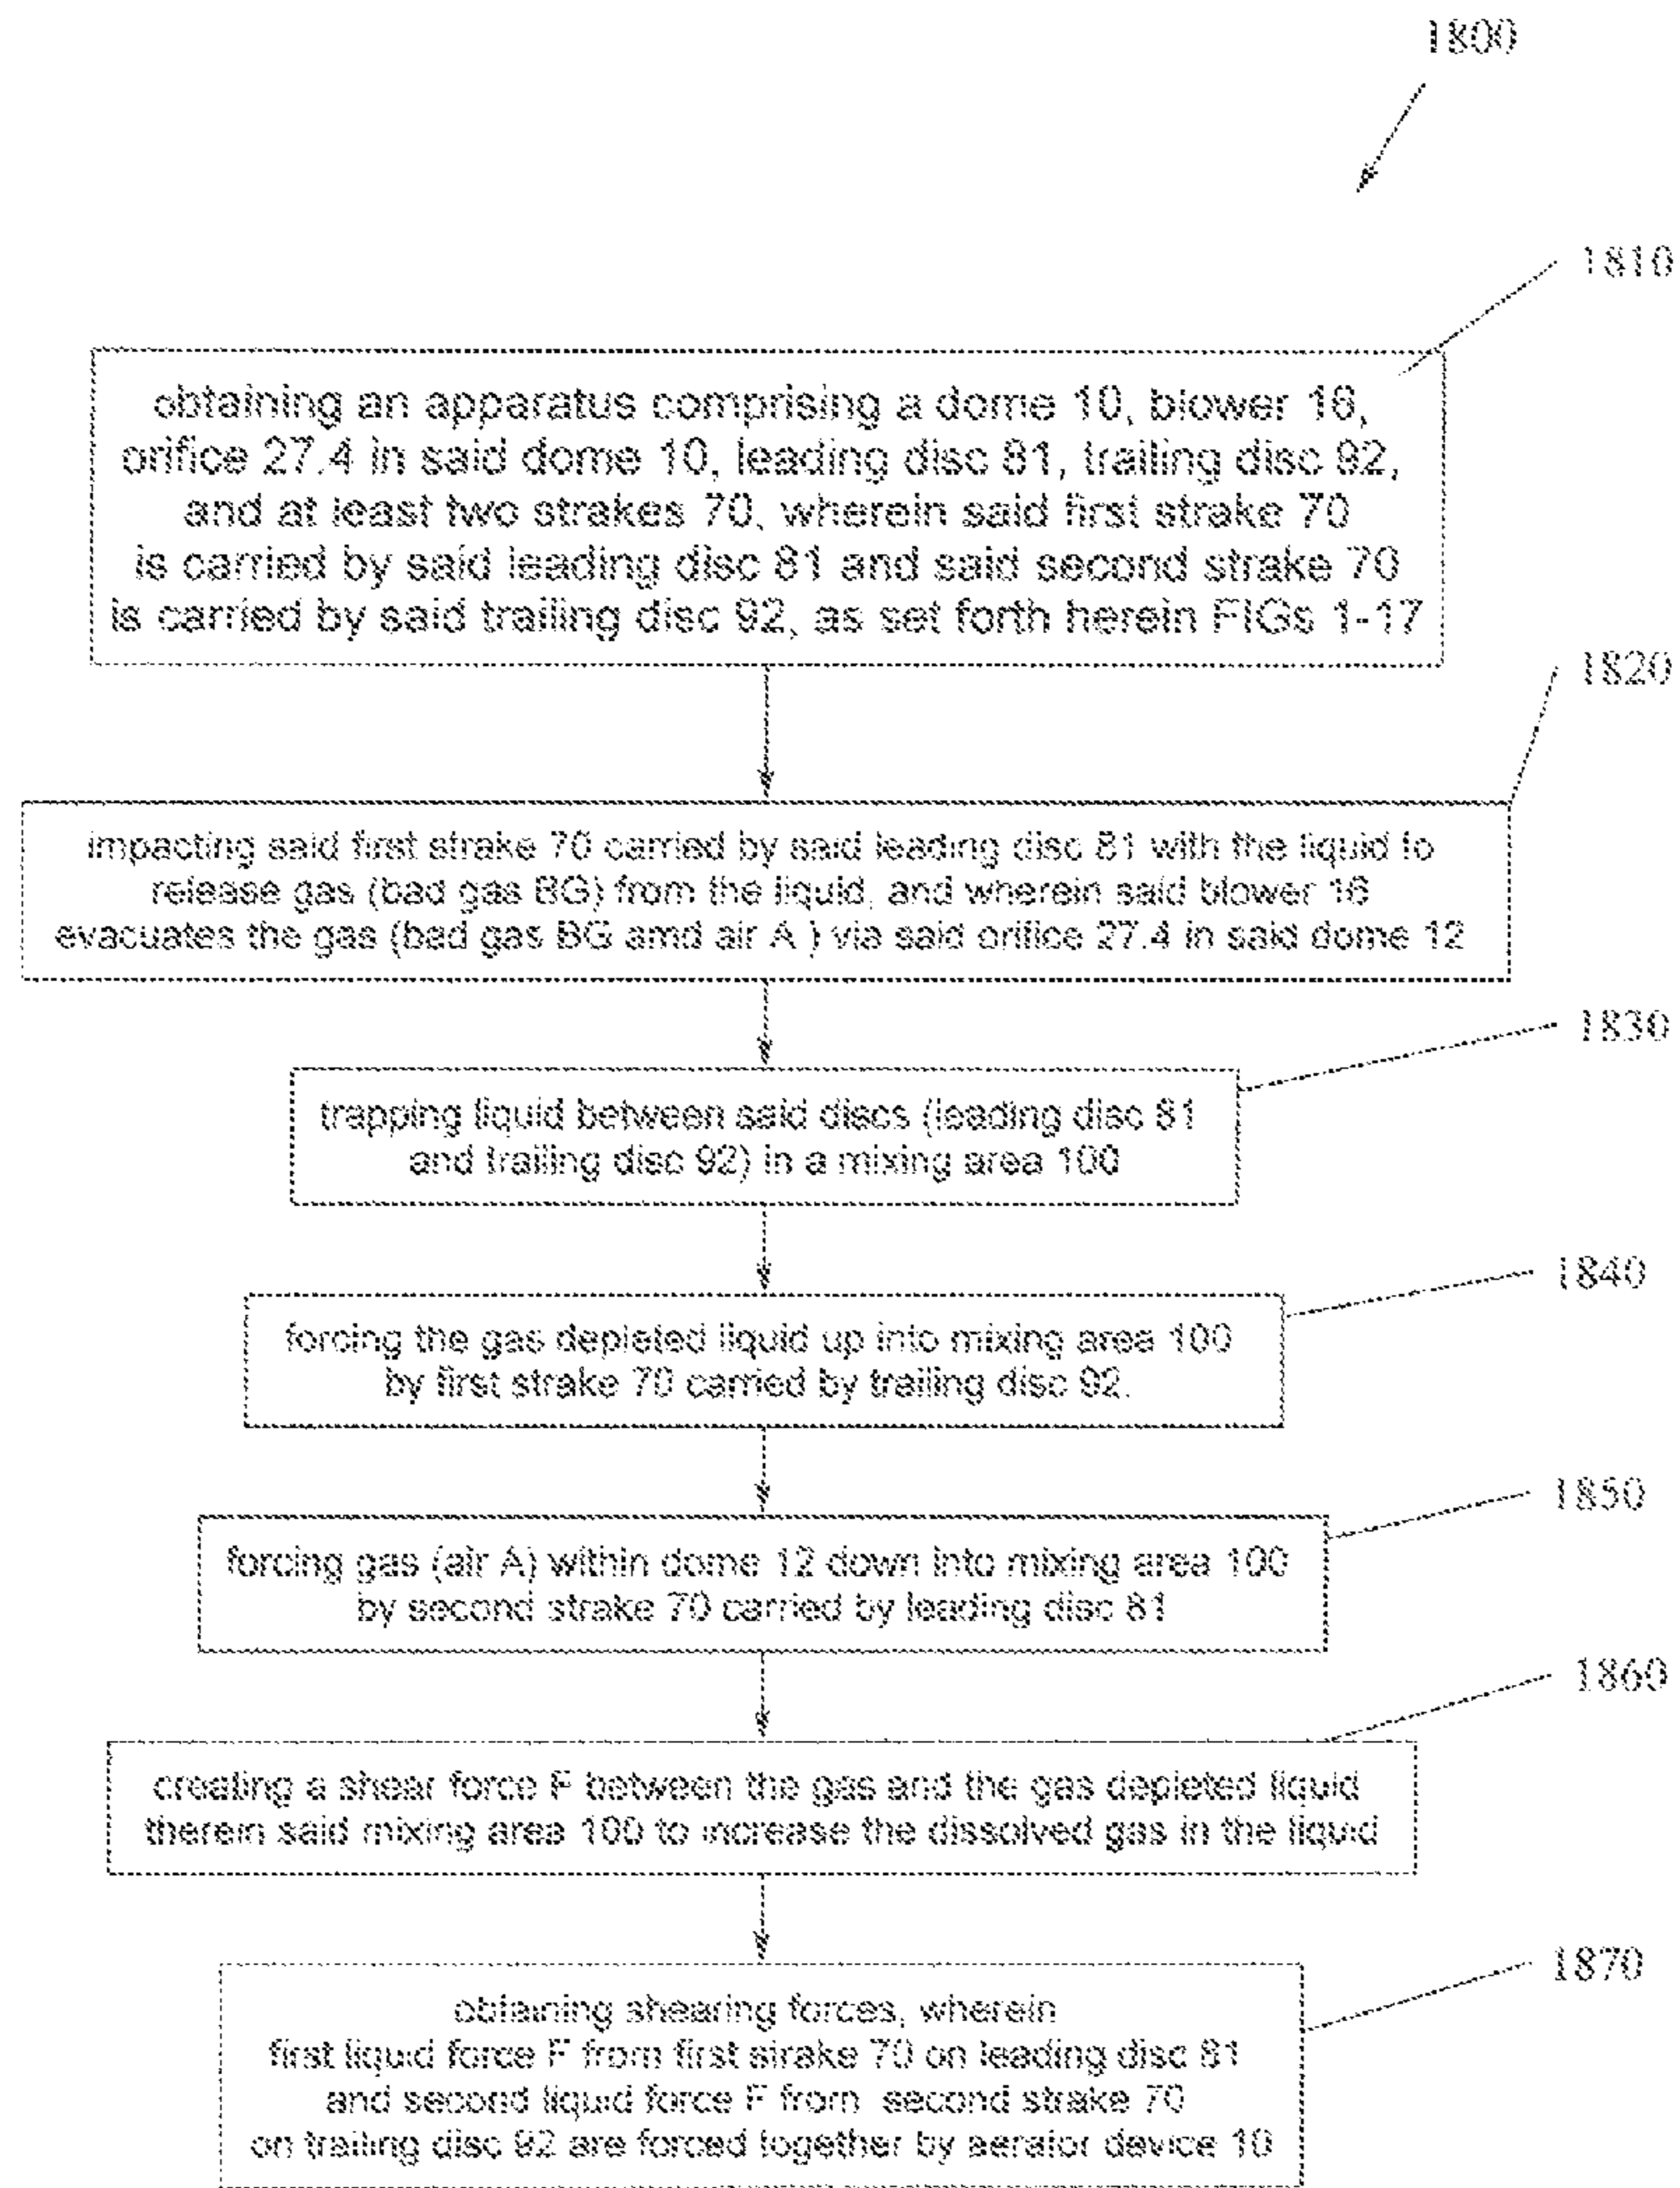 1800
1810
obtaining an apparatus comprising a dome 10, blower 16,
orifice 27.4 in said dome 10, leading disc 81, trailing disc 92,
and at least two strakes 70, wherein said first strake 70
is carried by said leading disc 81 and said second strake 70
is carried by said trailing disc 92, as set forth herein FIGs 1-17
1820
impacting said first strake 70 carried by said leading disc 81 with the liquid to
release gas (bad gas BG) from the liquid, and wherein said blower 16
evacuates the gas (bad gas BG amd air A ) via said orifice 27.4 in said dome 12
1830
trapping liquid between said discs (leading disc 81
and trailing disc 92) in a mixing area 100
1840
forcing the gas depleted liquid up into mixing area 100
by first strake 70 carried by trailing disc 92.
1850
forcing gas (air A) within dome 12 down into mixing area 100
by second strake 70 carried by leading disc 81
1860
creating a shear force F between the gas and the gas depleted liquid
therein said mixing area 100 to increase the dissolved gas in the liquid
1870
obtaining shearing forces, wherein
first liquid force F from first strake 70 on leading disc 81
and second liquid force F from second strake 70
on trailing disc 92 are forced together by aerator device 10